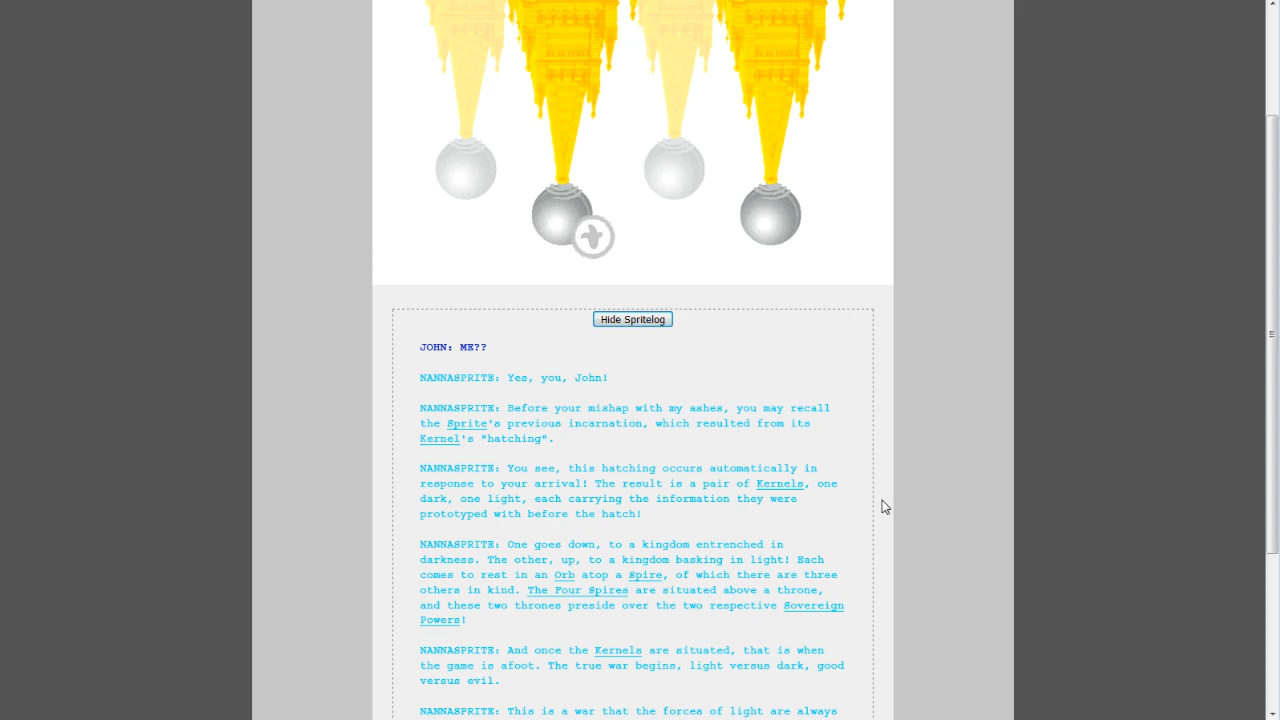 Hide Spritelog
JOHN: ME??
NANNASPRITE: Yes, you, John!
NANNASPRITE: Before your mishap with my ashes, you may recall
the Sprite's previous incarnation, which resulted from its
Kernel's "hatching".
NANNASPRITE: You see, this hatching occurs automatically in
response to your arrival! The result is a pair of Kernels, one
dark, one light, each carrying the information they were
prototyped with before the hatch!
NANNASPRITE: One goes down, to a kingdom entrenched in
darkness. The other, up, to a kingdom basking in light! Each
comes to rest in an Orb atop a Spire, of which there are three
others in kind. The Four Spires are situated above a throne,
and these two thrones preside over the two respective Sovereign
Powers!
NANNASPRITE: And once the Kernels are situated, that is when
the game is afoot. The true war begins, light versus dark, good
versus evil.
NANNASPRITE: This is a war that the forces of light are always